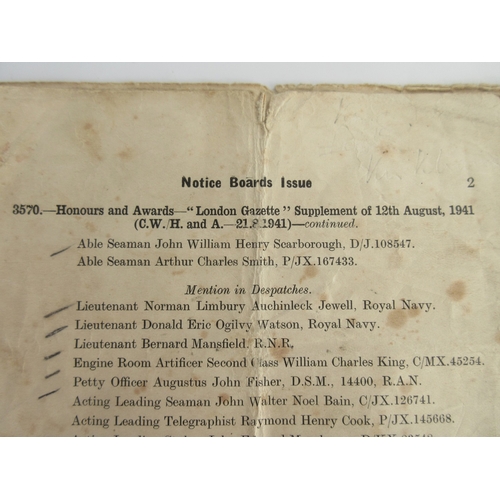 Notice Boards Issue 2
3570.—Honours and Awards—"London Gazette" Supplement of 12th August, 1941
(C.W./H. and A.—21.8.1941)—continued.
Able Seaman John William Henry Scarborough, D/J.108547.
Able Seaman Arthur Charles Smith, P/JX.167433.
Mention in Despatches.
Lieutenant Norman Limbury Auchinleck Jewell, Royal Navy.
Lieutenant Donald Eric Ogilvy Watson, Royal Navy.
Lieutenant Bernard Mansfield, R.N.R.
Engine Room Artificer Second Class William Charles King, C/MX.45254.
Petty Officer Augustus John Fisher, D.S.M., 14400, R.A.N.
Acting Leading Seaman John Walter Noel Bain, C/JX.126741.
Acting Leading Telegraphist Raymond Henry Cook, P/JX.145668.